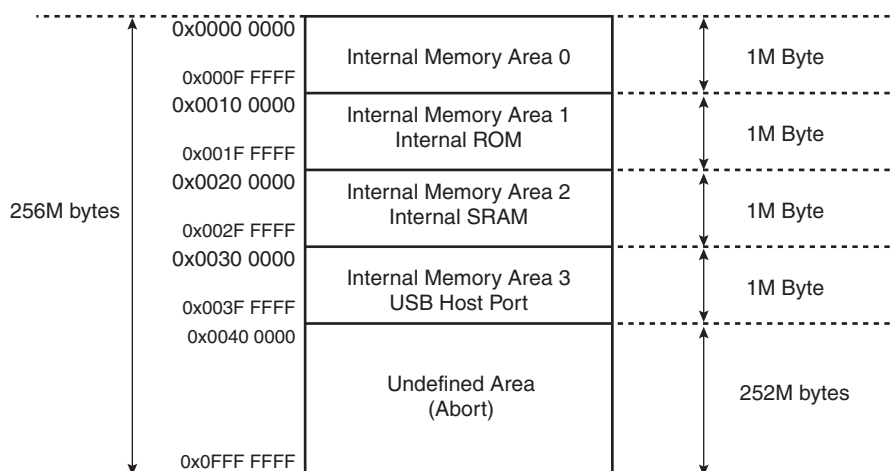 0x0000 0000
Internal Memory Area 0
1M Byte
0x000F FFFF
0x0010 0000
Internal Memory Area 1
Internal ROM
1M Byte
0x001F FFFF
0x0020 0000
Internal Memory Area 2
Internal SRAM
1M Byte
256M bytes
0x002F FFFF
0x0030 0000
Internal Memory Area 3
USB Host Port
1M Byte
0x003F FFFF
0x0040 0000
Undefined Area
(Abort)
252M bytes
0x0FFF FFFF